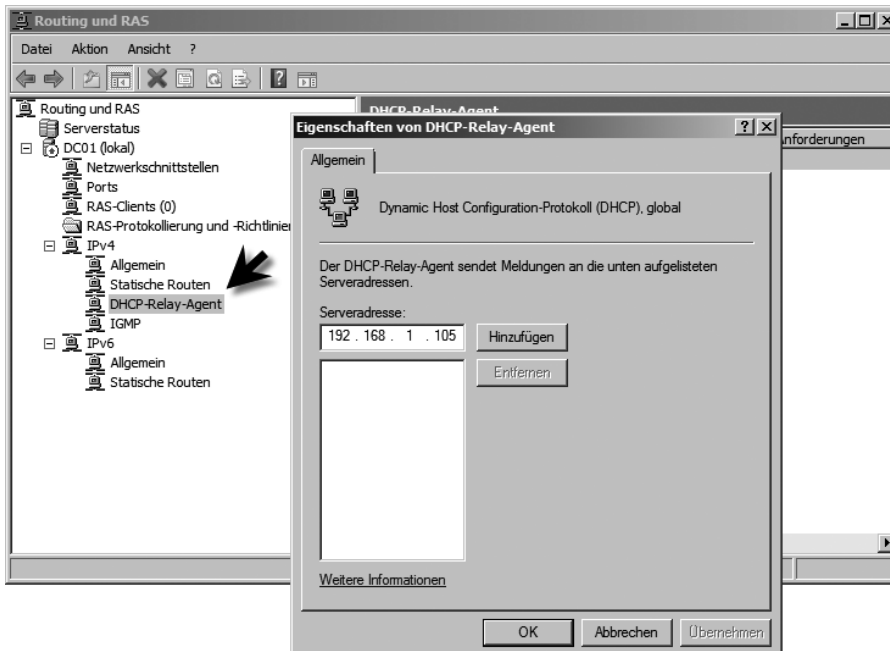 Routing und RAS
Datei Aktion Ansicht ?
Routing und RAS
Serverstatus
DC01 (lokal)
Netzwerkschnittstellen
Ports
RAS-Clients (0)
RAS-Protokollierung und -Richtlinien
IPv4
Allgemein
Statische Routen
DHCP-Relay-Agent
IGMP
IPv6
Allgemein
Statische Routen
DHCP-Relay-Agent
Anforderungen
Eigenschaften von DHCP-Relay-Agent
Allgemein
Dynamic Host Configuration-Protokoll (DHCP), global
Der DHCP-Relay-Agent sendet Meldungen an die unten aufgelisteten
Serveradressen.
Serveradresse:
192 . 168 . 1 . 105 Hinzufügen
Entfernen
Weitere Informationen
OK Abbrechen Übernehmen